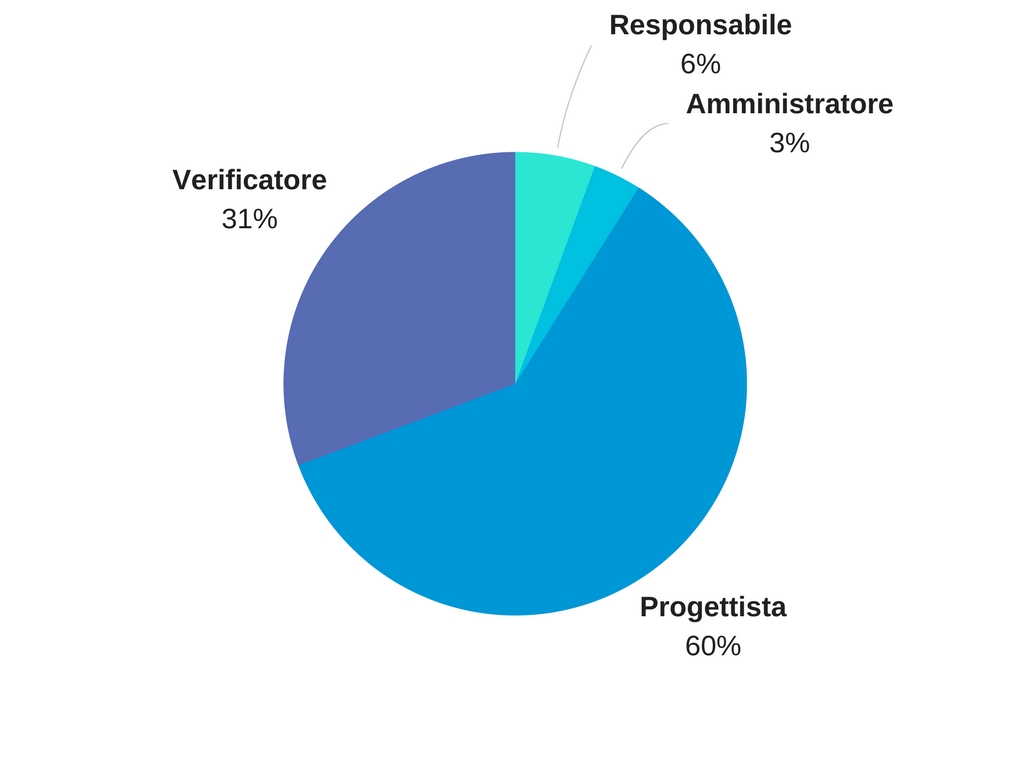 Responsabile
6%
Amministratore
3%
Verificatore
31%
Progettista
60%